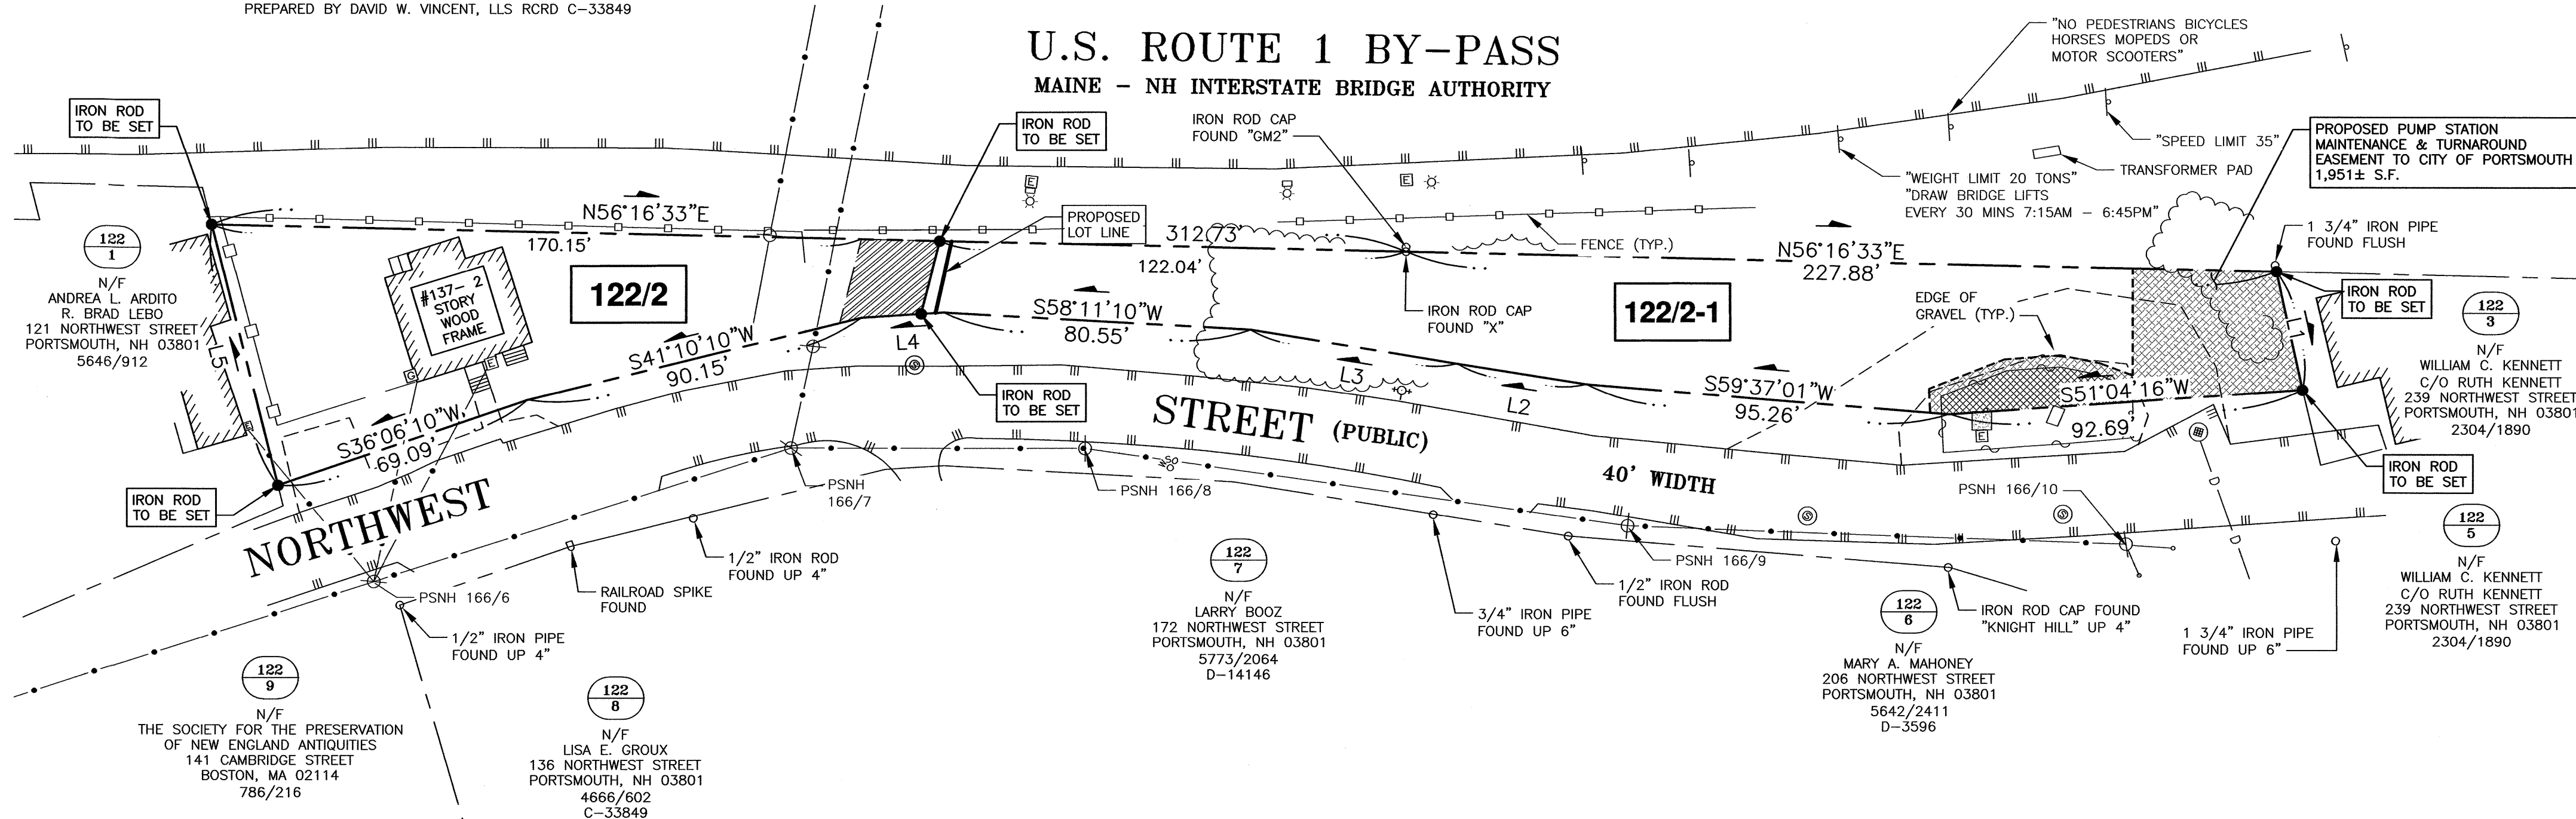 PREPARED BY DAVID W. VINCENT, LLS RCRD C-33849
U.S. ROUTE 1 BY-PASS
MAINE - NH INTERSTATE BRIDGE AUTHORITY
"NO PEDESTRIANS BICYCLES
HORSES MOPEDS OR
MOTOR SCOOTERS"
IRON ROD
TO BE SET
IRON ROD
TO BE SET
IRON ROD CAP
FOUND "GM2"
"SPEED LIMIT 35"
TRANSFORMER PAD
PROPOSED PUMP STATION
MAINTENANCE & TURNAROUND
EASEMENT TO CITY OF PORTSMOUTH
1,951± S.F.
"WEIGHT LIMIT 20 TONS"
"DRAW BRIDGE LIFTS
EVERY 30 MINS 7:15AM - 6:45PM"
E
E
N56°16'33"E
170.15'
PROPOSED
LOT LINE
312.73'
122.04'
FENCE (TYP.)
N56°16'33"E
227.88'
1 3/4" IRON PIPE
FOUND FLUSH
122
1
N/F
ANDREA L. ARDITO
R. BRAD LEBO
121 NORTHWEST STREET
PORTSMOUTH, NH 03801
5646/912
L5
#137- 2
STORY
WOOD
FRAME
G
E
122/2
S58°11'10"W
80.55'
L4
S
IRON ROD CAP
FOUND "X"
122/2-1
EDGE OF
GRAVEL (TYP.)
L1
IRON ROD
TO BE SET
122
3
N/F
WILLIAM C. KENNETT
C/O RUTH KENNETT
239 NORTHWEST STREET
PORTSMOUTH, NH 03801
2304/1890
S41°10'10"W
90.15'
S36°06'10"W
69.09'
IRON ROD
TO BE SET
L3
L2
S59°37'01"W
95.26'
S51°04'16"W
92.69'
E
IRON ROD
TO BE SET
IRON ROD
TO BE SET
NORTHWEST
STREET (PUBLIC)
40' WIDTH
PSNH
166/7
PSNH 166/8
WSO
PSNH 166/10
S
S
D
D
PSNH 166/9
PSNH 166/6
1/2" IRON PIPE
FOUND UP 4"
RAILROAD SPIKE
FOUND
1/2" IRON ROD
FOUND UP 4"
3/4" IRON PIPE
FOUND UP 6"
1/2" IRON ROD
FOUND FLUSH
IRON ROD CAP FOUND
"KNIGHT HILL" UP 4"
1 3/4" IRON PIPE
FOUND UP 6"
122
5
N/F
WILLIAM C. KENNETT
C/O RUTH KENNETT
239 NORTHWEST STREET
PORTSMOUTH, NH 03801
2304/1890
122
9
N/F
THE SOCIETY FOR THE PRESERVATION
OF NEW ENGLAND ANTIQUITIES
141 CAMBRIDGE STREET
BOSTON, MA 02114
786/216
122
8
N/F
LISA E. GROUX
136 NORTHWEST STREET
PORTSMOUTH, NH 03801
4666/602
C-33849
122
7
N/F
LARRY BOOZ
172 NORTHWEST STREET
PORTSMOUTH, NH 03801
5773/2064
D-14146
122
6
N/F
MARY A. MAHONEY
206 NORTHWEST STREET
PORTSMOUTH, NH 03801
5642/2411
D-3596